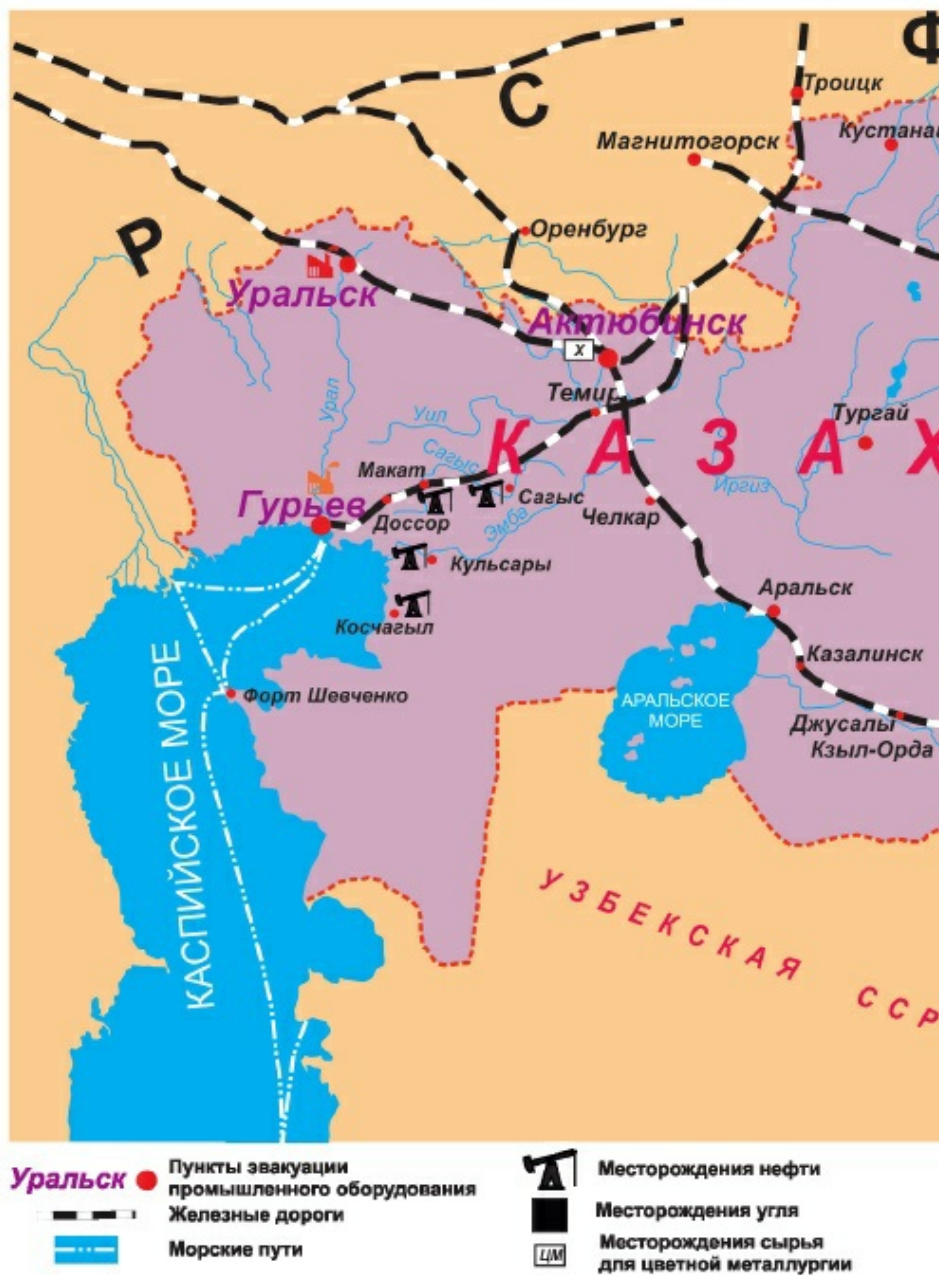 Ф
С
Р
Троицк
Кустанай
Магнитогорск
Оренбург
Уральск
Актюбинск
Х
Темир
Урал
Уил
Тургай
КАЗАХ
Сагыс
Макат
Сагыс
Иргиз
Гурьев
Доссор
Эмба
Челкар
Кульсары
Косчагыл
Аральск
Казалинск
Форт Шевченко
АРАЛЬСКОЕ
МОРЕ
Джусалы
Кзыл-Орда
КАСПИЙСКОЕ МОРЕ
УЗБЕКСКАЯ ССР
Уральск
Пункты эвакуации
промышленного оборудования
Железные дороги
Морские пути
Месторождения нефти
Месторождения угля
ЦМ
Месторождения сырья
для цветной металлургии